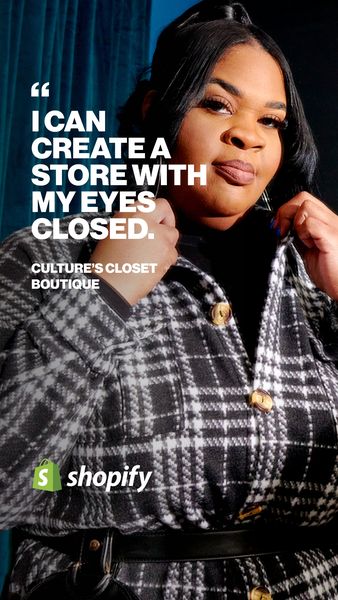 “
I CAN
CREATE A
STORE WITH
MY EYES
CLOSED.
CULTURE'S CLOSET
BOUTIQUE
shopify